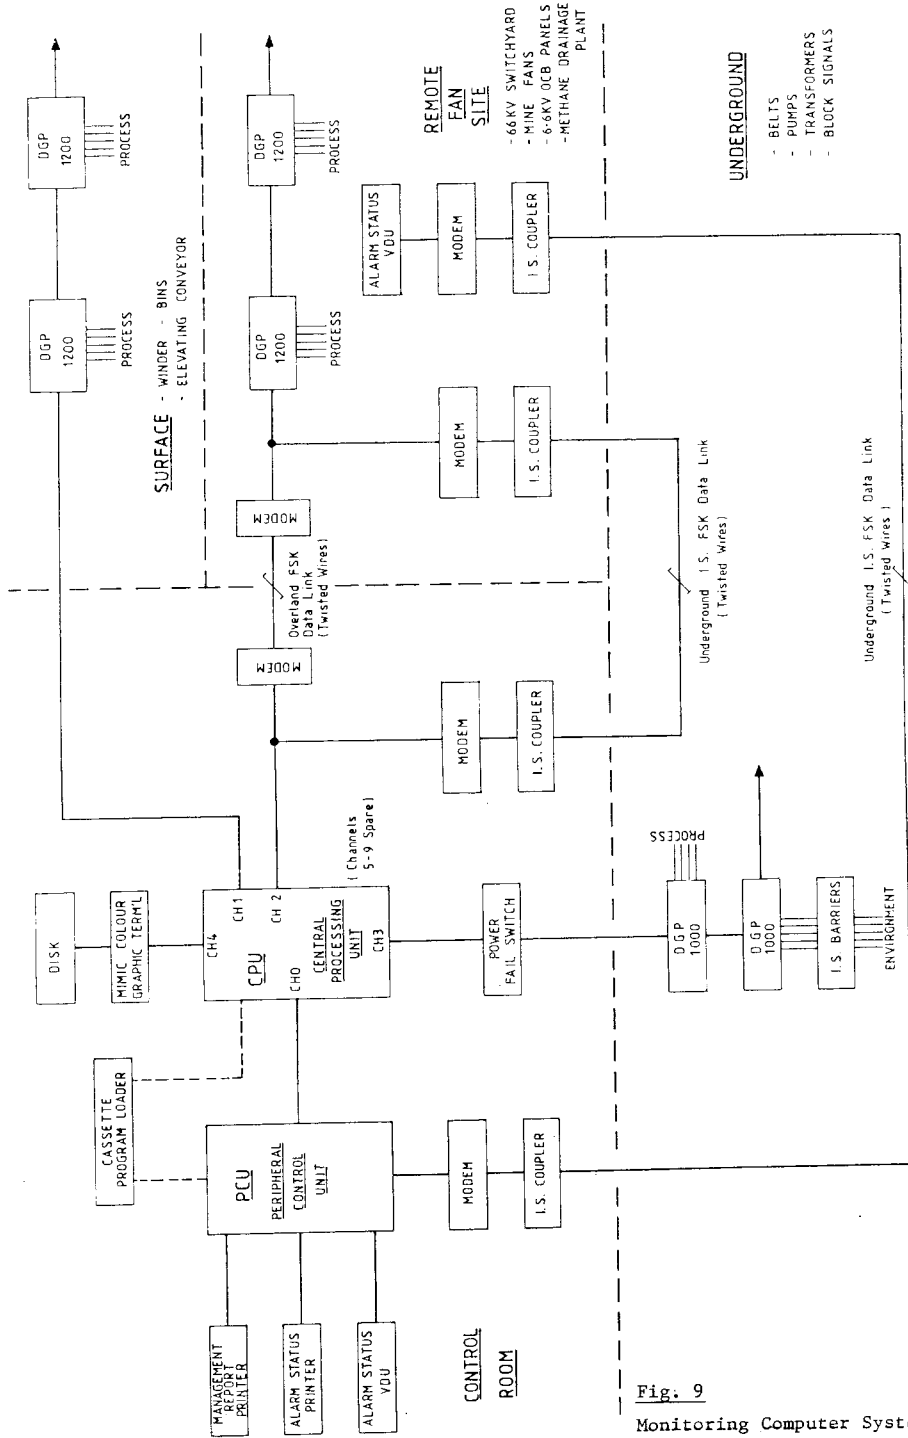 DISK
MIMIC COLOUR
GRAPHIC TERM'L
CASSETTE
PROGRAM LOADER
CH4
CPU
CH1
CH 2
CH0
CENTRAL
PROCESSING
UNIT
CH3
( Channels
5-9 Spare )
PCU
PERIPHERAL
CONTROL
UNIT
MANAGEMENT
REPORT
PRINTER
ALARM STATUS
PRINTER
ALARM STATUS
VDU
CONTROL
ROOM
MODEM
I.S. COUPLER
POWER
FAIL SWITCH
MODEM
I.S. COUPLER
MODEM
Overland FSK
Data Link
(Twisted Wires)
MODEM
MODEM
I.S. COUPLER
SURFACE - WINDER - BINS
- ELEVATING CONVEYOR
DGP
1200
PROCESS
DGP
1200
PROCESS
DGP
1200
PROCESS
DGP
1200
PROCESS
ALARM STATUS
VDU
MODEM
I.S. COUPLER
REMOTE
FAN
SITE
- 66KV SWITCHYARD
- MINE FANS
- 6·6KV OCB PANELS
- METHANE DRAINAGE
PLANT
UNDERGROUND
- BELTS
- PUMPS
- TRANSFORMERS
- BLOCK SIGNALS
Underground I.S. FSK Data Link
( Twisted Wires )
Underground I.S. FSK Data Link
( Twisted Wires )
DGP
1000
PROCESS
DGP
1000
I.S BARRIERS
ENVIRONMENT
Fig. 9
Monitoring Computer Syst